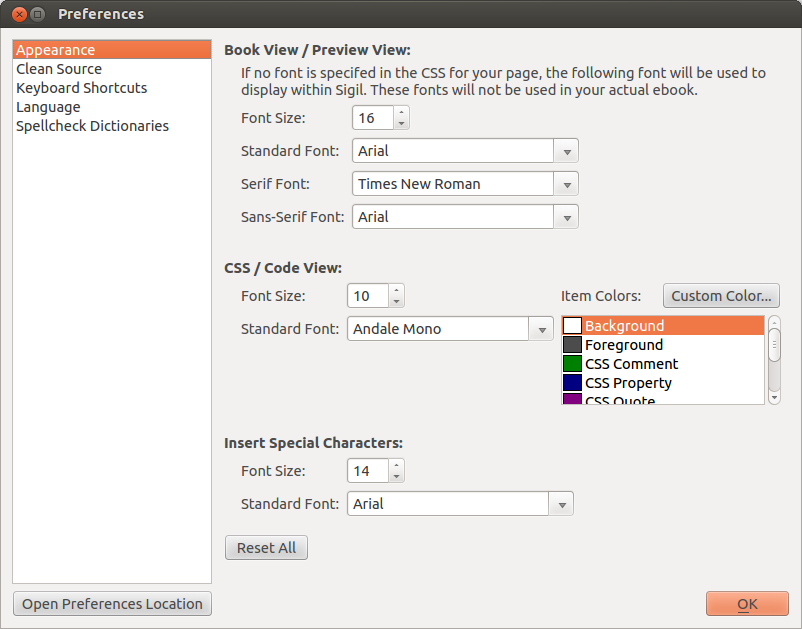 Preferences
Appearance
Clean Source
Keyboard Shortcuts
Language
Spellcheck Dictionaries
Book View / Preview View:
If no font is specifed in the CSS for your page, the following font will be used to
display within Sigil. These fonts will not be used in your actual ebook.
Font Size: 16
Standard Font: Arial
Serif Font: Times New Roman
Sans-Serif Font: Arial
CSS / Code View:
Font Size: 10
Standard Font: Andale Mono
Item Colors: Custom Color...
Background
Foreground
CSS Comment
CSS Property
CSS Quote
Insert Special Characters:
Font Size: 14
Standard Font: Arial
Reset All
Open Preferences Location
OK